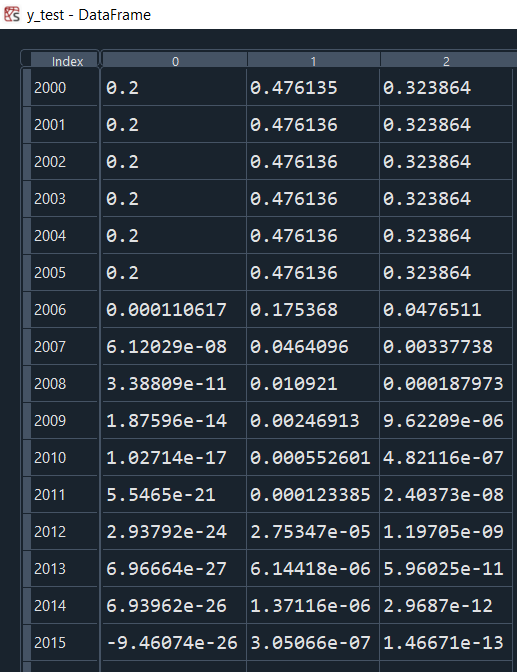 y_test - DataFrame
Index 0 1 2
2000 0.2 0.476135 0.323864
2001 0.2 0.476136 0.323864
2002 0.2 0.476136 0.323864
2003 0.2 0.476136 0.323864
2004 0.2 0.476136 0.323864
2005 0.2 0.476136 0.323864
2006 0.000110617 0.175368 0.0476511
2007 6.12029e-08 0.0464096 0.00337738
2008 3.38809e-11 0.010921 0.000187973
2009 1.87596e-14 0.00246913 9.62209e-06
2010 1.02714e-17 0.000552601 4.82116e-07
2011 5.5465e-21 0.000123385 2.40373e-08
2012 2.93792e-24 2.75347e-05 1.19705e-09
2013 6.96664e-27 6.14418e-06 5.96025e-11
2014 6.93962e-26 1.37116e-06 2.9687e-12
2015 -9.46074e-26 3.05066e-07 1.46671e-13